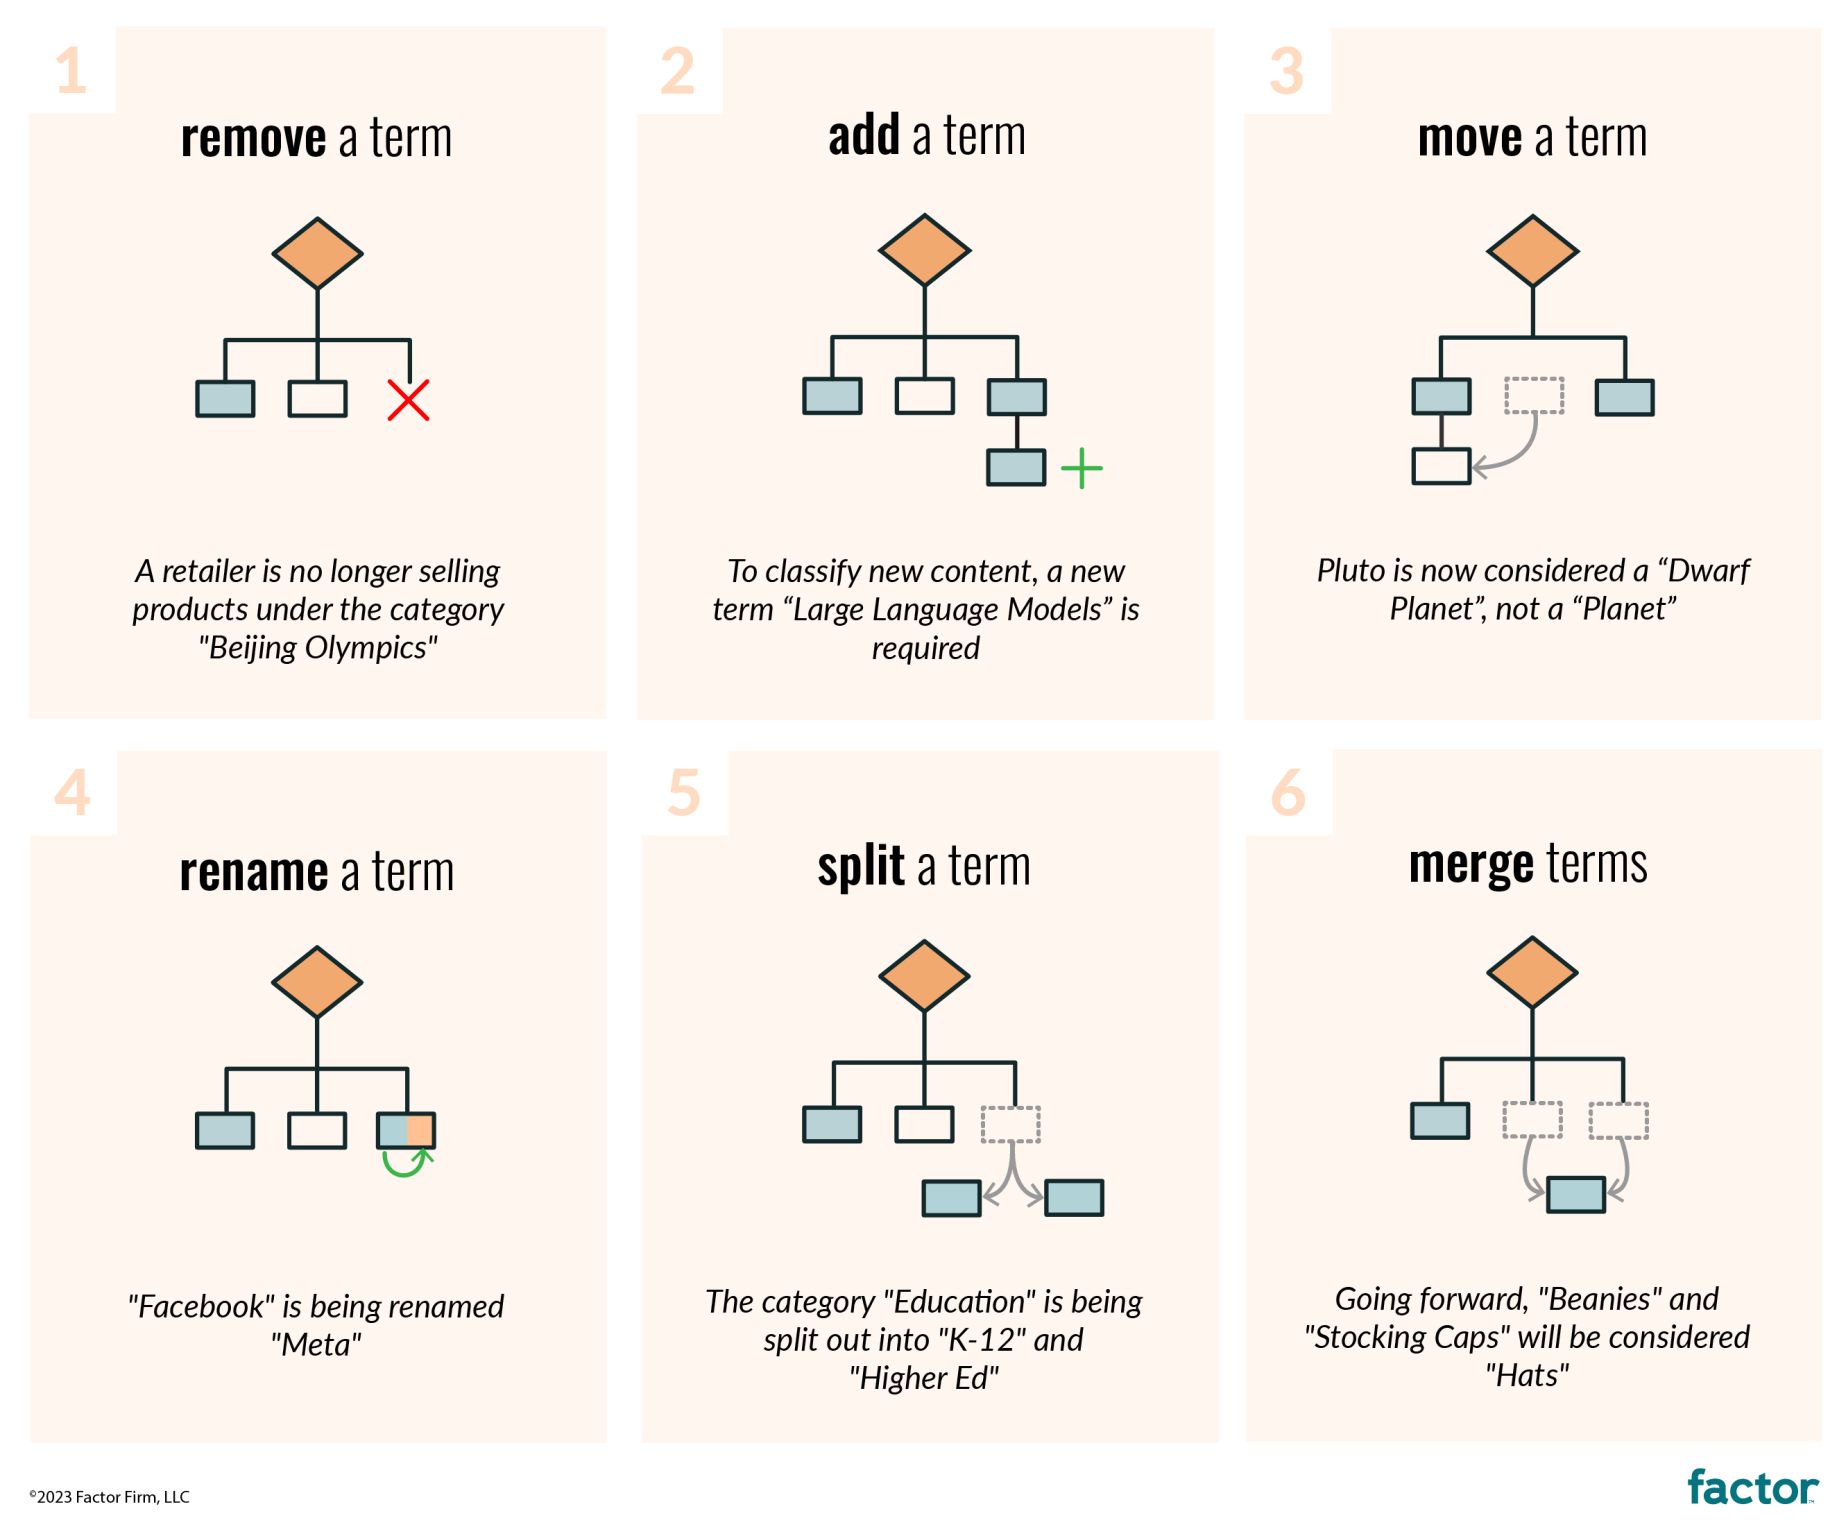 1
remove a term
A retailer is no longer selling
products under the category
"Beijing Olympics"
2
add a term
To classify new content, a new
term “Large Language Models” is
required
3
move a term
Pluto is now considered a “Dwarf
Planet”, not a “Planet”
4
rename a term
"Facebook" is being renamed
"Meta"
5
split a term
The category "Education" is being
split out into "K-12" and
"Higher Ed"
6
merge terms
Going forward, "Beanies" and
"Stocking Caps" will be considered
"Hats"
©2023 Factor Firm, LLC
factor™